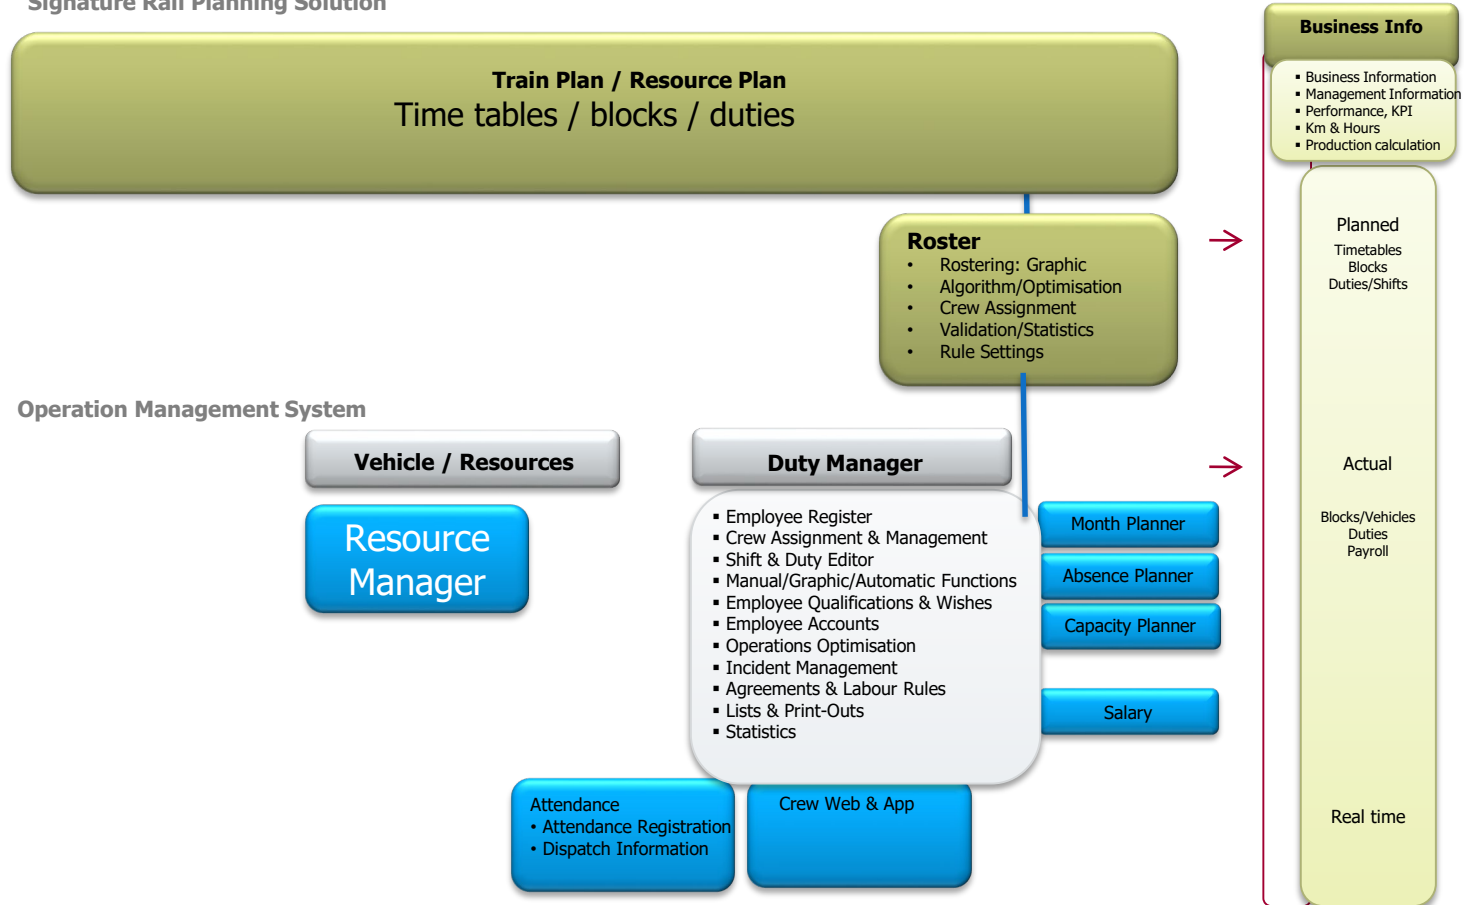 Signature Rail Planning Solution
Train Plan / Resource Plan
Time tables / blocks / duties
Roster
• Rostering: Graphic
• Algorithm/Optimisation
• Crew Assignment
• Validation/Statistics
• Rule Settings
Operation Management System
Vehicle / Resources
Resource
Manager
Duty Manager
▪ Employee Register
▪ Crew Assignment & Management
▪ Shift & Duty Editor
▪ Manual/Graphic/Automatic Functions
▪ Employee Qualifications & Wishes
▪ Employee Accounts
▪ Operations Optimisation
▪ Incident Management
▪ Agreements & Labour Rules
▪ Lists & Print-Outs
▪ Statistics
Month Planner
Absence Planner
Capacity Planner
Salary
Attendance
• Attendance Registration
• Dispatch Information
Crew Web & App
Business Info
▪ Business Information
▪ Management Information
▪ Performance, KPI
▪ Km & Hours
▪ Production calculation
Planned
Timetables
Blocks
Duties/Shifts
Actual
Blocks/Vehicles
Duties
Payroll
Real time